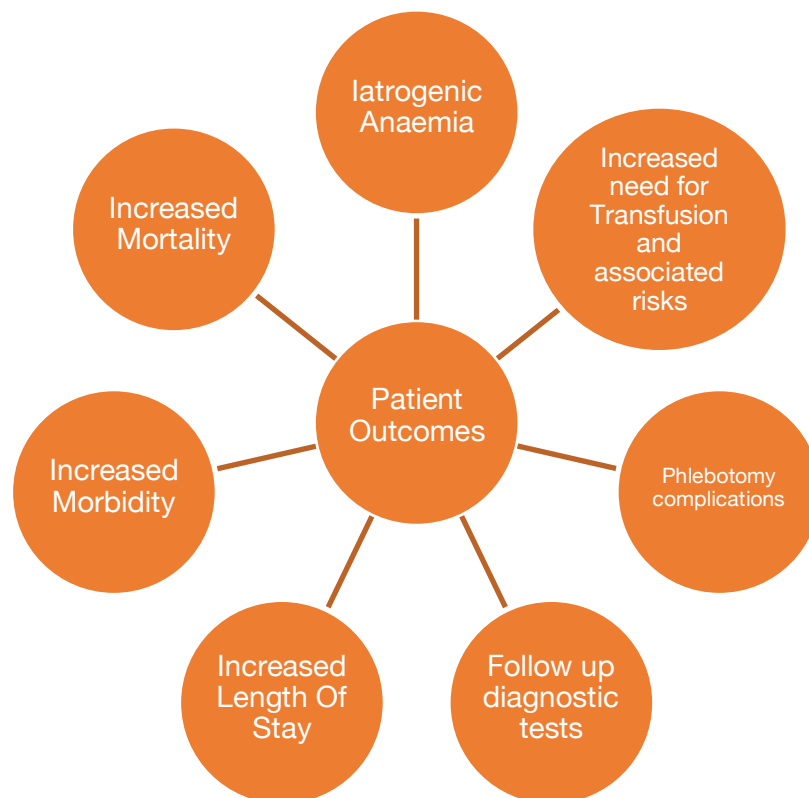 Iatrogenic
Anaemia
Increased
need for
Transfusion
and
associated
risks
Phlebotomy
complications
Follow up
diagnostic
tests
Increased
Length Of
Stay
Increased
Morbidity
Increased
Mortality
Patient
Outcomes